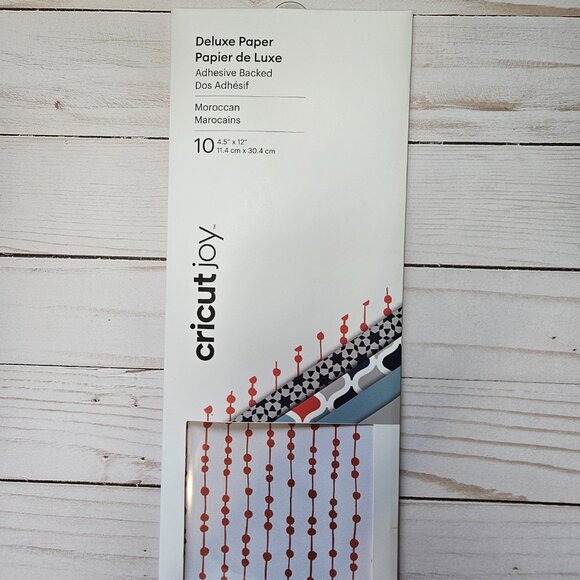 Deluxe Paper
Papier de Luxe
Adhesive Backed
Dos Adhésif
Moroccan
Marocains
10 4.5" x 12"
11.4 cm x 30.4 cm
cricut joy